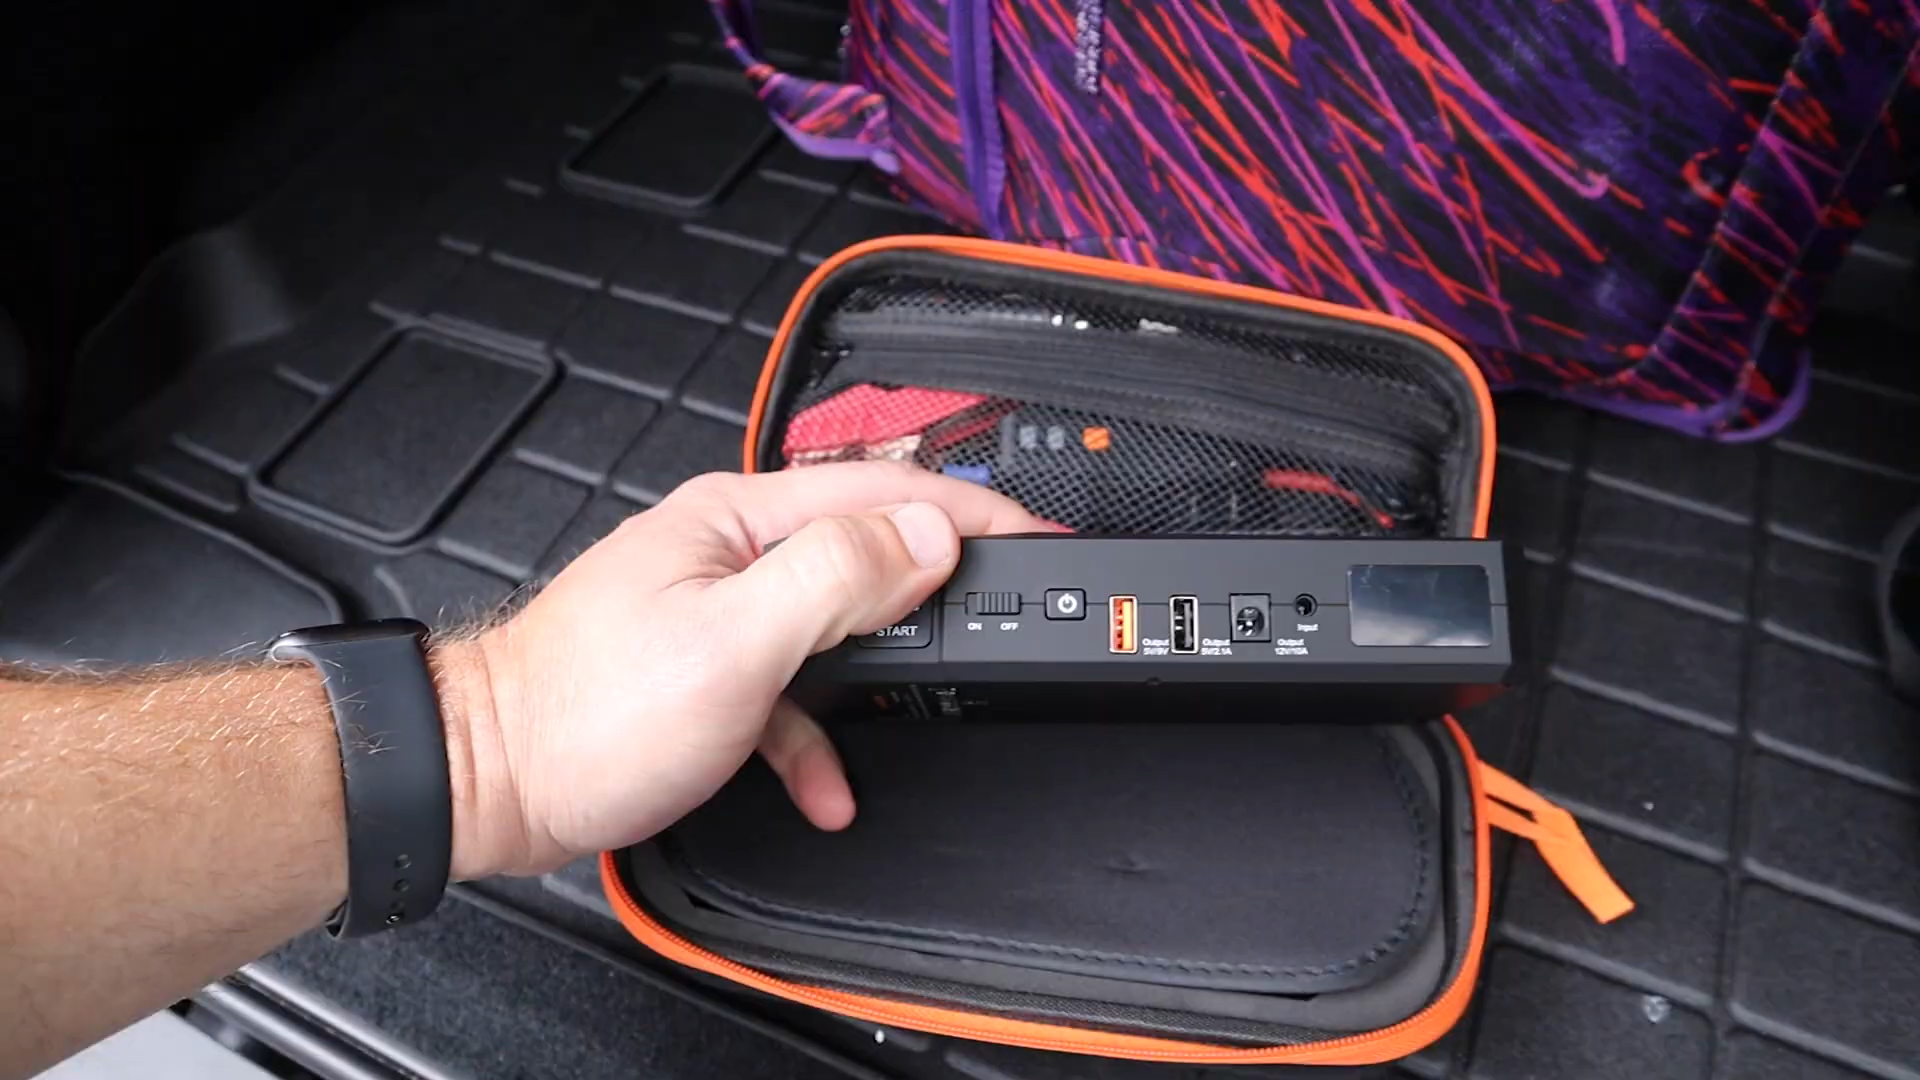 START
ON OFF
Output
5V/9V
Output
5V/2.1A
Output
12V/10A
Input